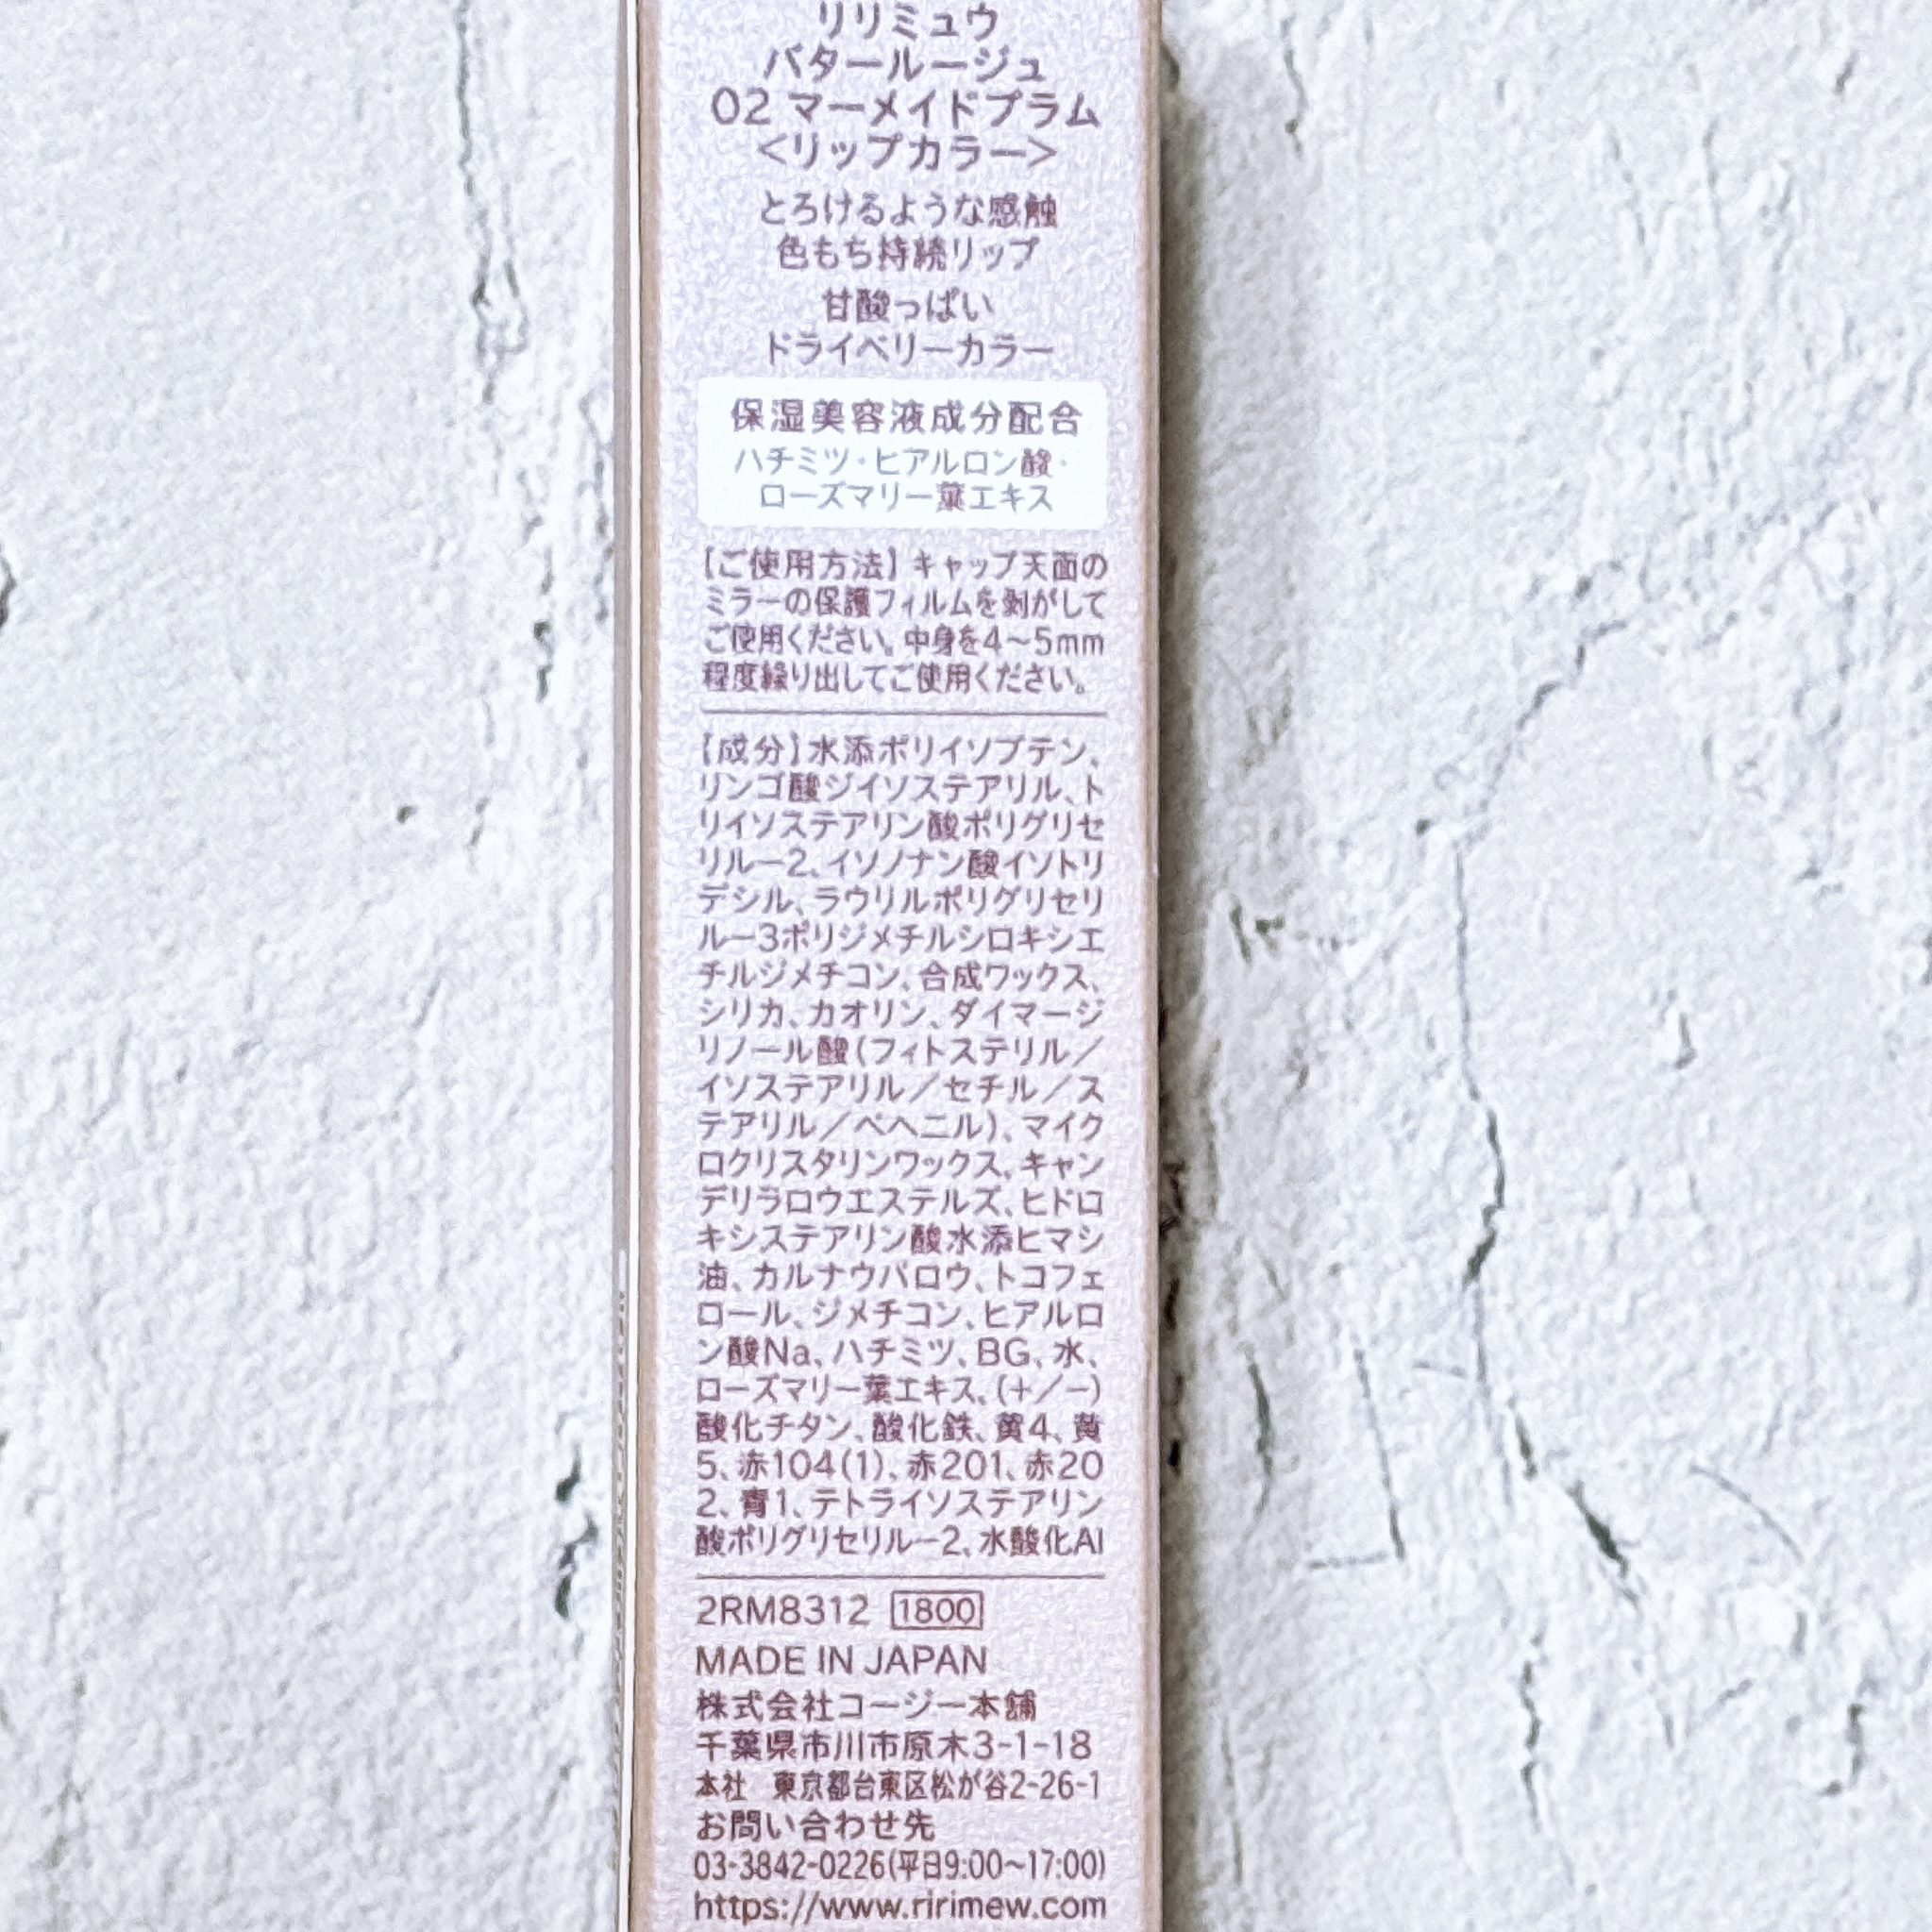 リリミュウ
バタールージュ
02 マーメイドプラム
<リップカラー>
とろけるような感触
色もち持続リップ
甘酸っぱい
ドライベリーカラー
保湿美容液成分配合
ハチミツ・ヒアルロン酸・
ローズマリー葉エキス
【ご使用方法】キャップ天面の
ミラーの保護フィルムを剥がして
ご使用ください。中身を4～5mm
程度繰り出してご使用ください。
【成分】水添ポリイソブテン、
リンゴ酸ジイソステアリル、ト
リイソステアリン酸ポリグリセ
リル－2、イソノナン酸イソトリ
デシル、ラウリルポリグリセリ
ル－3ポリジメチルシロキシエ
チルジメチコン、合成ワックス、
シリカ、カオリン、ダイマージ
リノール酸(フィトステリル／
イソステアリル／セチル／ス
テアリル／ベヘニル)、マイク
ロクリスタリンワックス、キャン
デリラロウエステルズ、ヒドロ
キシステアリン酸水添ヒマシ
油、カルナウバロウ、トコフェ
ロール、ジメチコン、ヒアルロ
ン酸Na、ハチミツ、BG、水、
ローズマリー葉エキス、(＋／－)
酸化チタン、酸化鉄、黄4、黄
5、赤104(1)、赤201、赤20
2、青1、テトライソステアリン
酸ポリグリセリル－2、水酸化Al
2RM8312 1800
MADE IN JAPAN
株式会社コージー本舗
千葉県市川市原木3-1-18
本社 東京都台東区松が谷2-26-1
お問い合わせ先
03-3842-0226(平日9:00～17:00)
https://www.ririmew.com